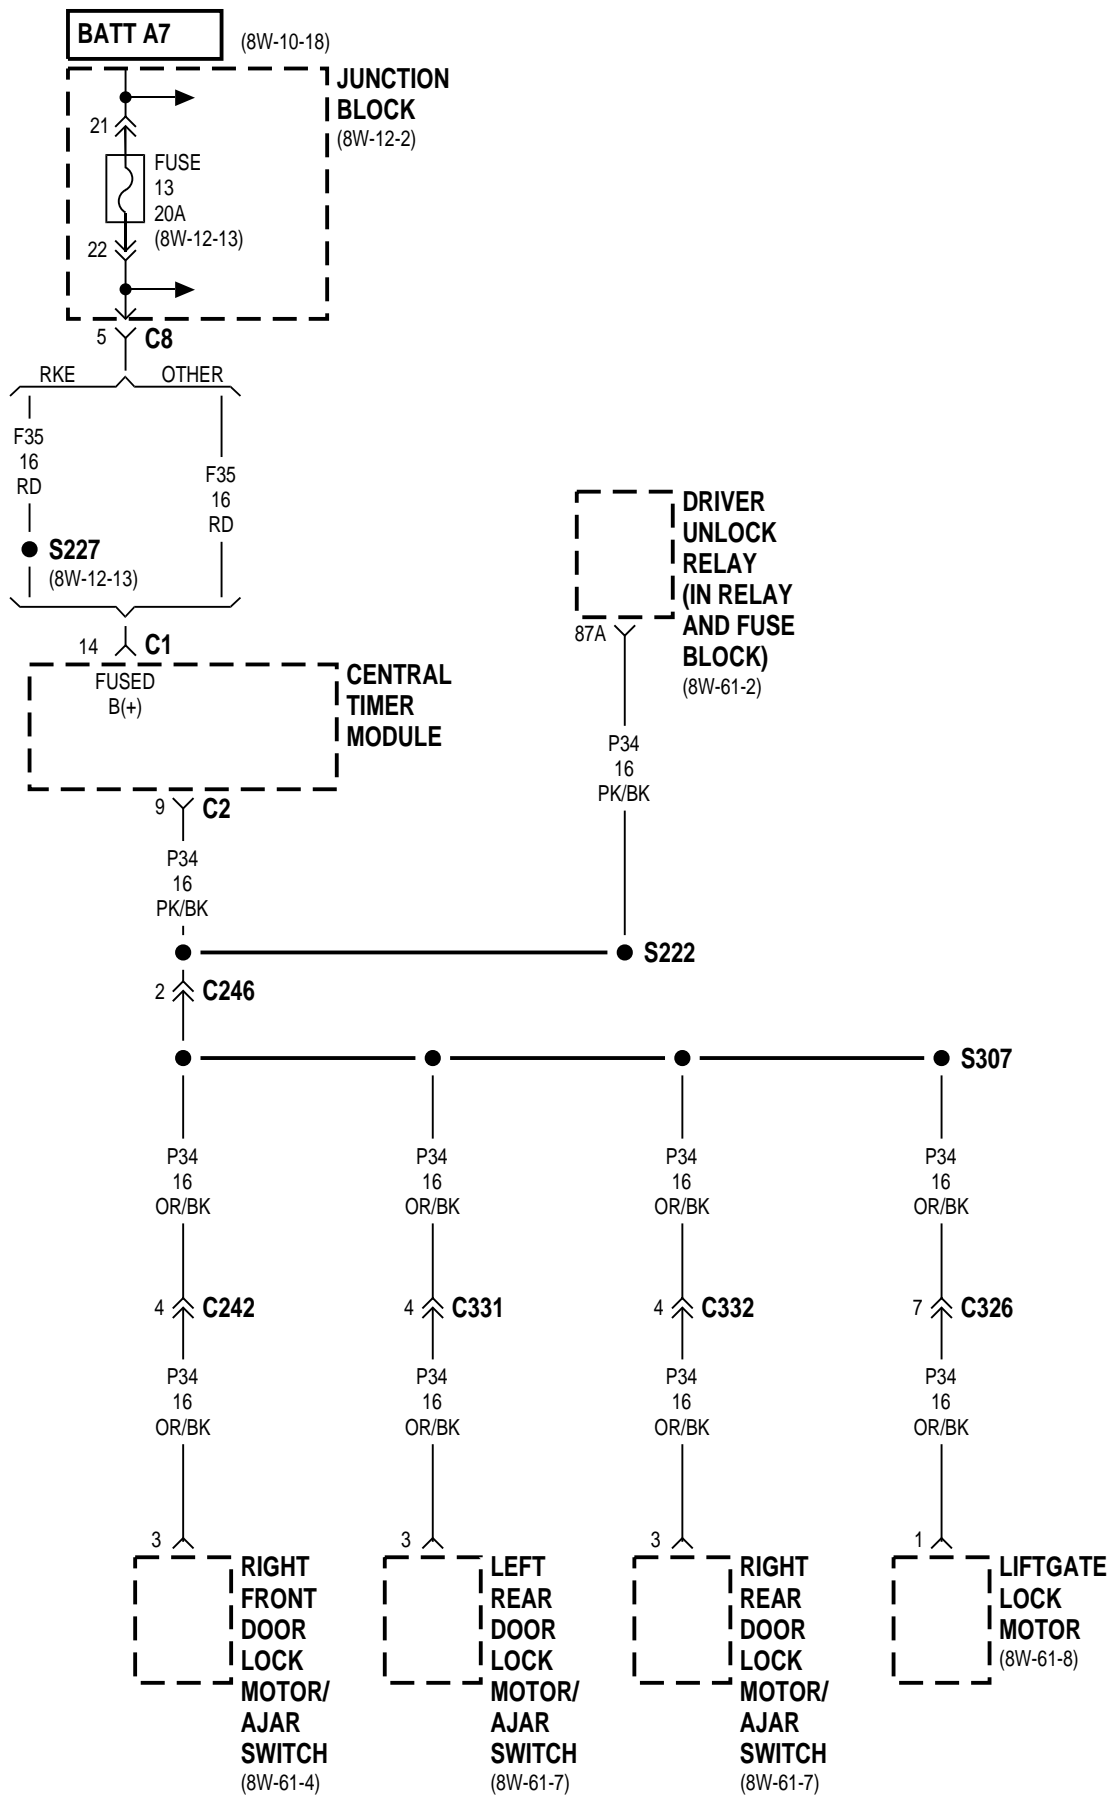 BATT A7
(8W-10-18)
JUNCTION
BLOCK
(8W-12-2)
21
FUSE
13
20A
(8W-12-13)
22
5
C8
RKE
OTHER
F35
16
RD
F35
16
RD
S227
(8W-12-13)
14
C1
FUSED
B(+)
CENTRAL
TIMER
MODULE
DRIVER
UNLOCK
RELAY
(IN RELAY
AND FUSE
BLOCK)
(8W-61-2)
87A
P34
16
PK/BK
9
C2
P34
16
PK/BK
S222
2
C246
S307
P34
16
OR/BK
P34
16
OR/BK
P34
16
OR/BK
P34
16
OR/BK
4
C242
4
C331
4
C332
7
C326
P34
16
OR/BK
P34
16
OR/BK
P34
16
OR/BK
P34
16
OR/BK
3
RIGHT
FRONT
DOOR
LOCK
MOTOR/
AJAR
SWITCH
(8W-61-4)
3
LEFT
REAR
DOOR
LOCK
MOTOR/
AJAR
SWITCH
(8W-61-7)
3
RIGHT
REAR
DOOR
LOCK
MOTOR/
AJAR
SWITCH
(8W-61-7)
1
LIFTGATE
LOCK
MOTOR
(8W-61-8)